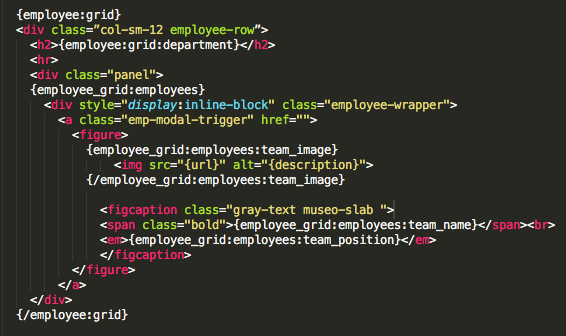 {employee:grid}
<div class=”col-sm-12 employee-row”>
<h2>{employee:grid:department}</h2>
<hr>
<div class="panel">
{employee_grid:employees}
<div style="display:inline-block" class="employee-wrapper">
<a class="emp-modal-trigger" href="">
<figure>
{employee_grid:employees:team_image}
<img src="{url}" alt="{description}">
{/employee_grid:employees:team_image}
<figcaption class="gray-text museo-slab ">
<span class="bold">{employee_grid:employees:team_name}</span><br>
<em>{employee_grid:employees:team_position}</em>
</figcaption>
</figure>
</a>
</div>
{/employee:grid}